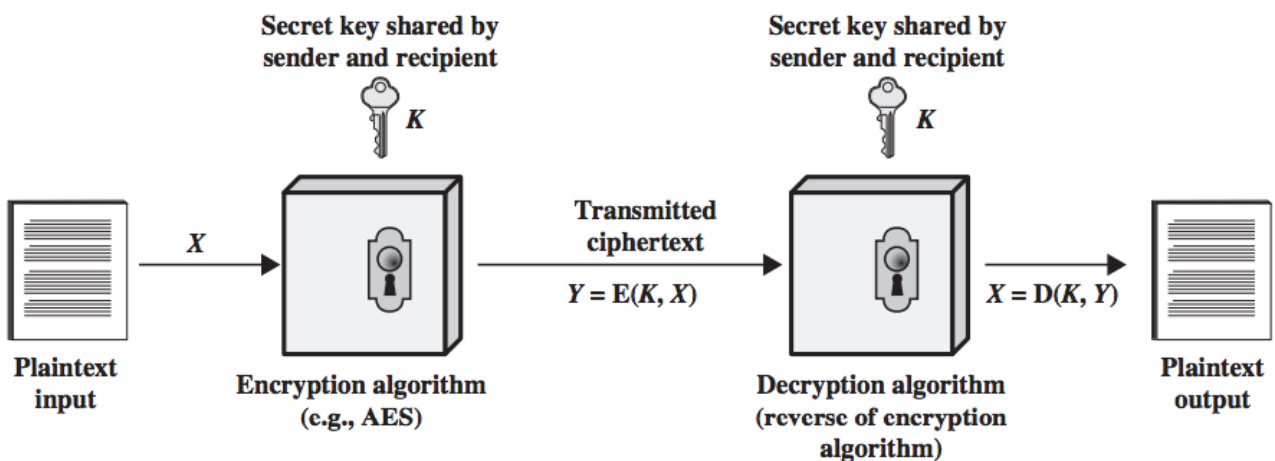 Secret key shared by
sender and recipient
K
Secret key shared by
sender and recipient
K
X
Transmitted
ciphertext
Y = E(K, X)
X = D(K, Y)
Plaintext
input
Encryption algorithm
(e.g., AES)
Decryption algorithm
(reverse of encryption
algorithm)
Plaintext
output